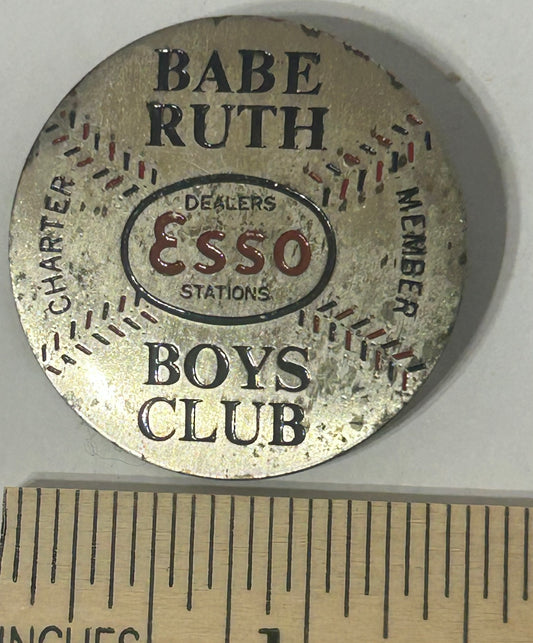 BABE
RUTH
CHARTER
DEALERS
Esso
STATIONS
MEMBER
BOYS
CLUB
INCHES
1